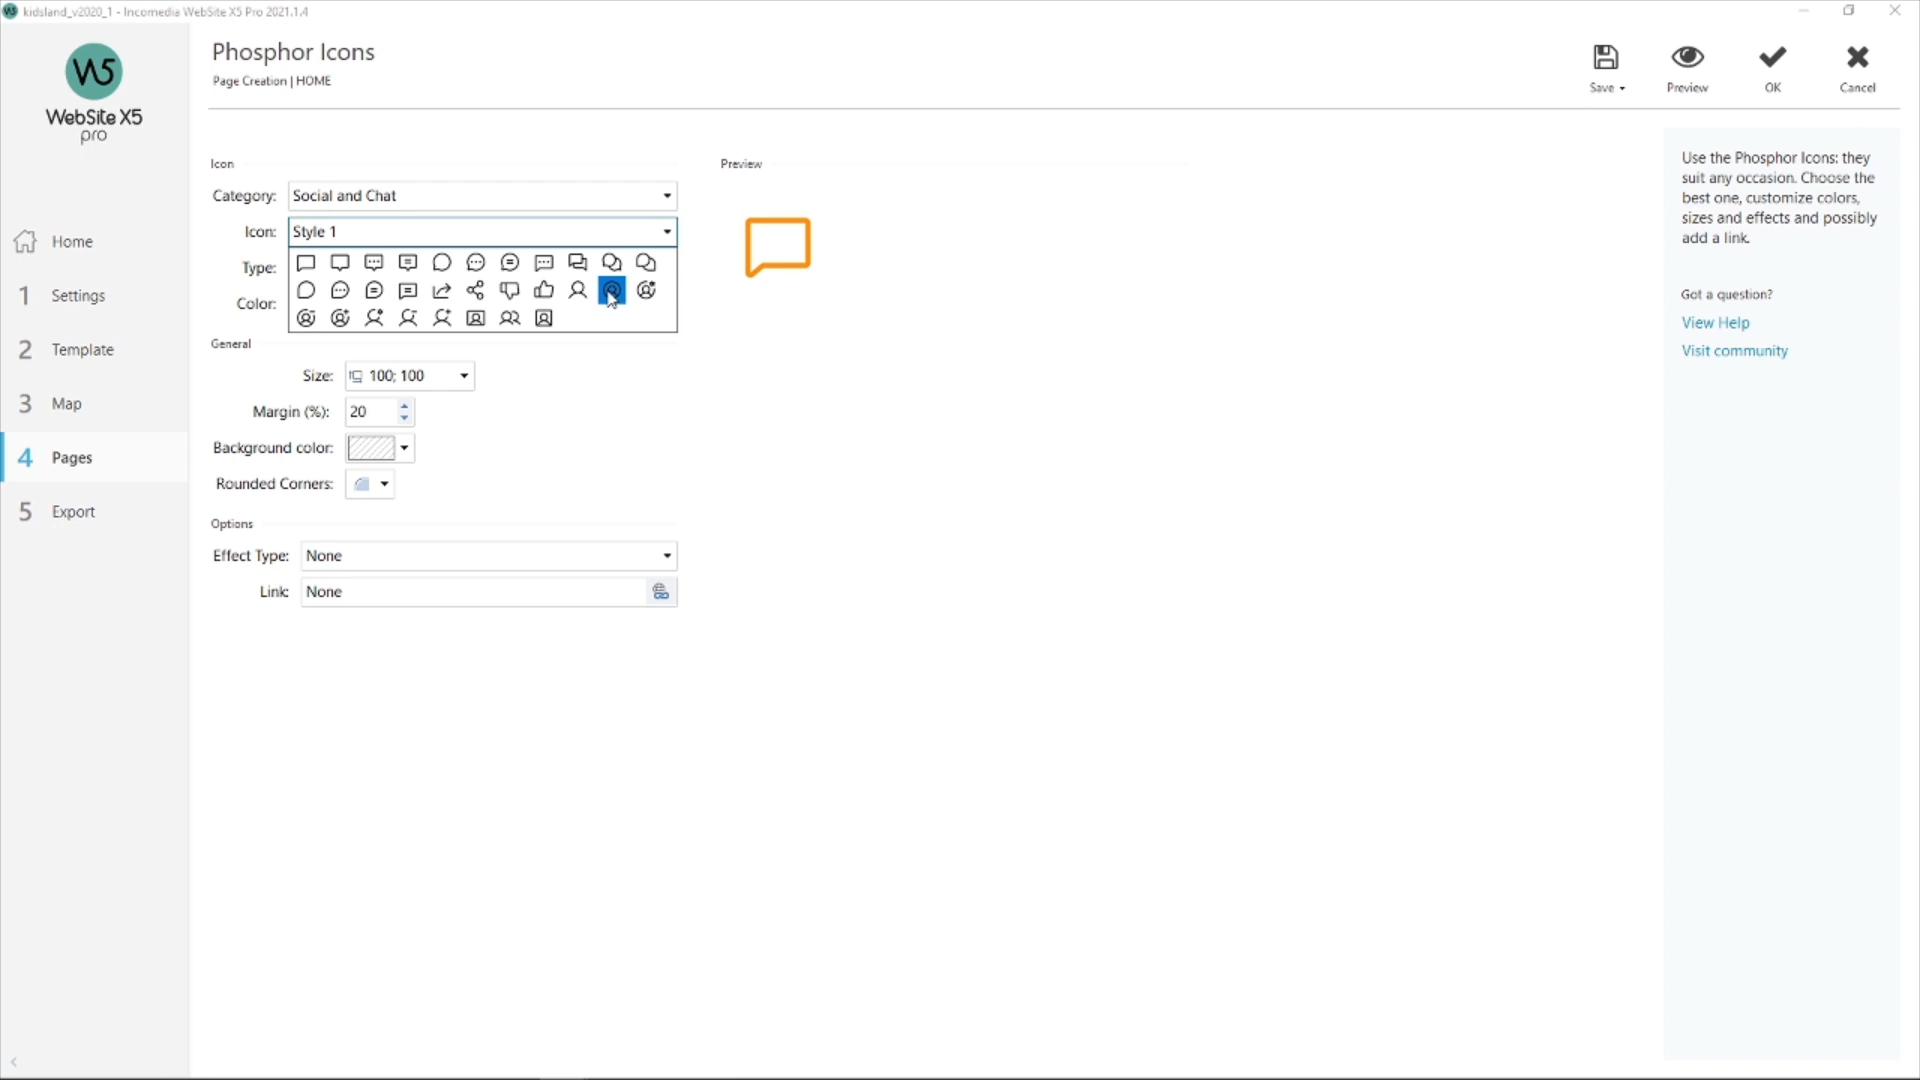 kidsland_v2020_1 - Incomedia WebSite X5 Pro 2021.1.4
W5
WebSite X5
pro
Phosphor Icons
Page Creation | HOME
Save
Preview
OK
Cancel
Home
1 Settings
2 Template
3 Map
4 Pages
5 Export
Icon
Category: Social and Chat
Icon: Style 1
Type:
Color:
General
Size: 100; 100
Margin (%): 20
Background color:
Rounded Corners:
Options
Effect Type: None
Link: None
Preview
Use the Phosphor Icons: they
suit any occasion. Choose the
best one, customize colors,
sizes and effects and possibly
add a link.
Got a question?
View Help
Visit community